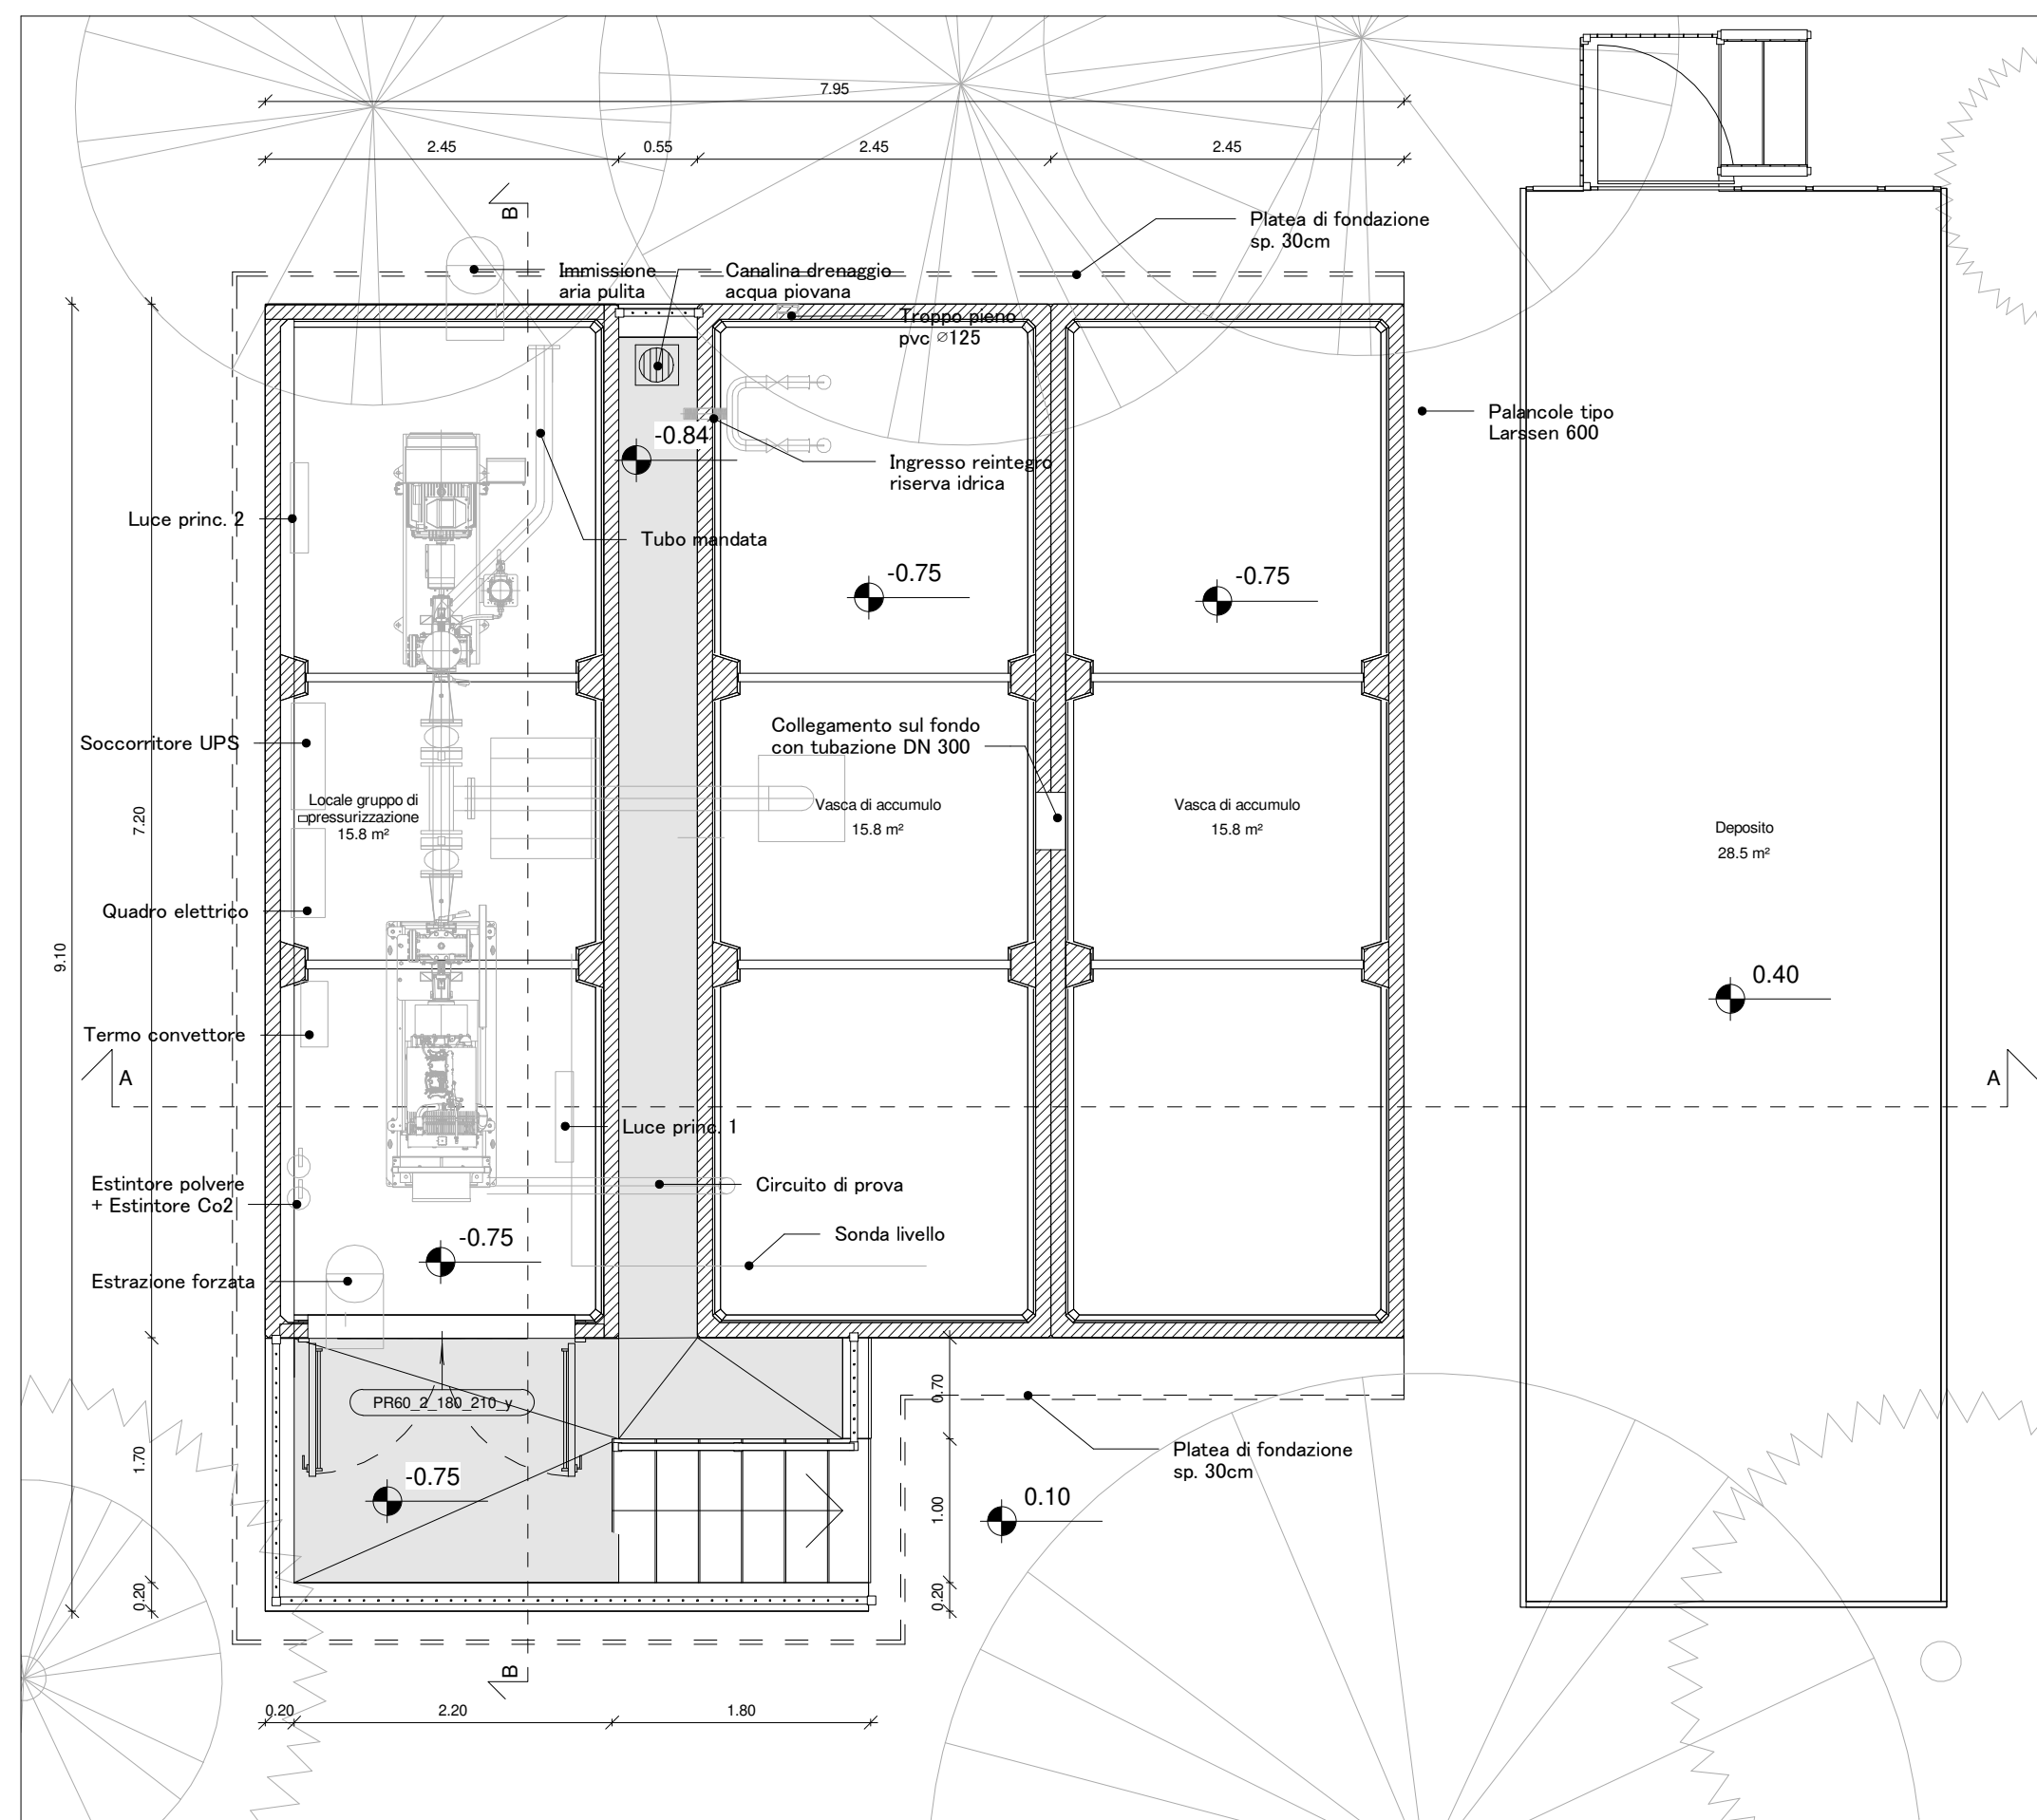 7.95
2.45
0.55
2.45
2.45
B
Platea di fondazione
sp. 30cm
Immissione
aria pulita
Canalina drenaggio
acqua piovana
Troppo pieno
pvc ∅125
Palancole tipo
Larssen 600
-0.84
Ingresso reintegro
riserva idrica
Luce princ. 2
Tubo mandata
-0.75
-0.75
Collegamento sul fondo
con tubazione DN 300
Soccorritore UPS
Locale gruppo di
pressurizzazione
15.8 m²
Vasca di accumulo
15.8 m²
Vasca di accumulo
15.8 m²
Deposito
28.5 m²
7.20
9.10
Quadro elettrico
0.40
Termo convettore
A
A
Luce princ. 1
Estintore polvere
+ Estintore Co2
Circuito di prova
Sonda livello
-0.75
Estrazione forzata
PR60_2_180_210_y
0.70
1.70
Platea di fondazione
sp. 30cm
-0.75
0.10
1.00
0.20
0.20
B
0.20
2.20
1.80